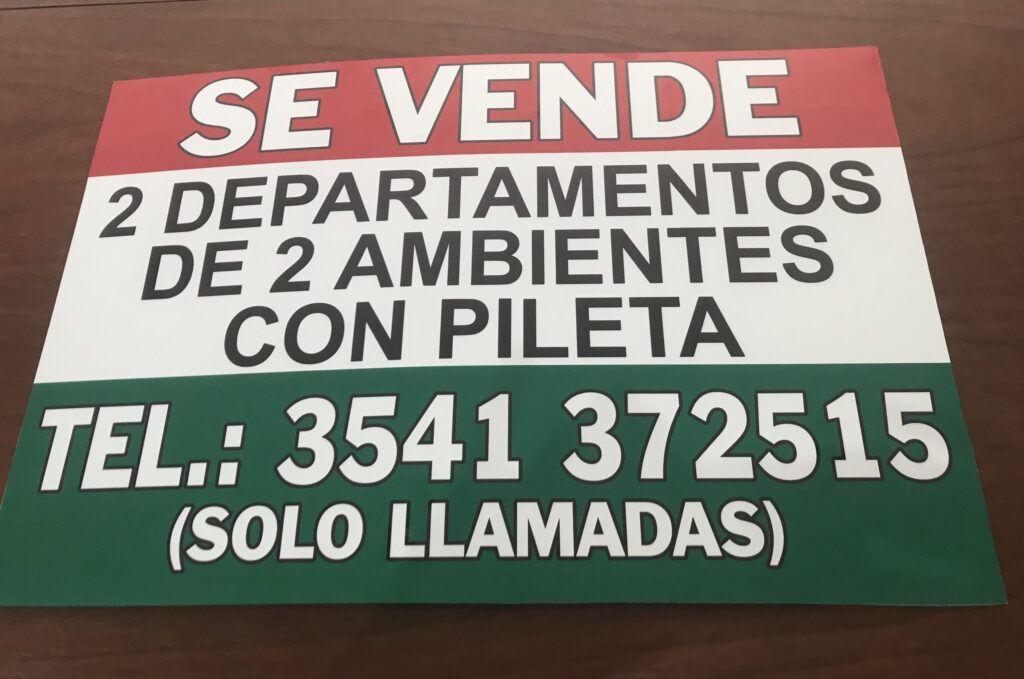 SE VENDE
2 DEPARTAMENTOS
DE 2 AMBIENTES
CON PILETA
TEL.: 3541 372515
(SOLO LLAMADAS)